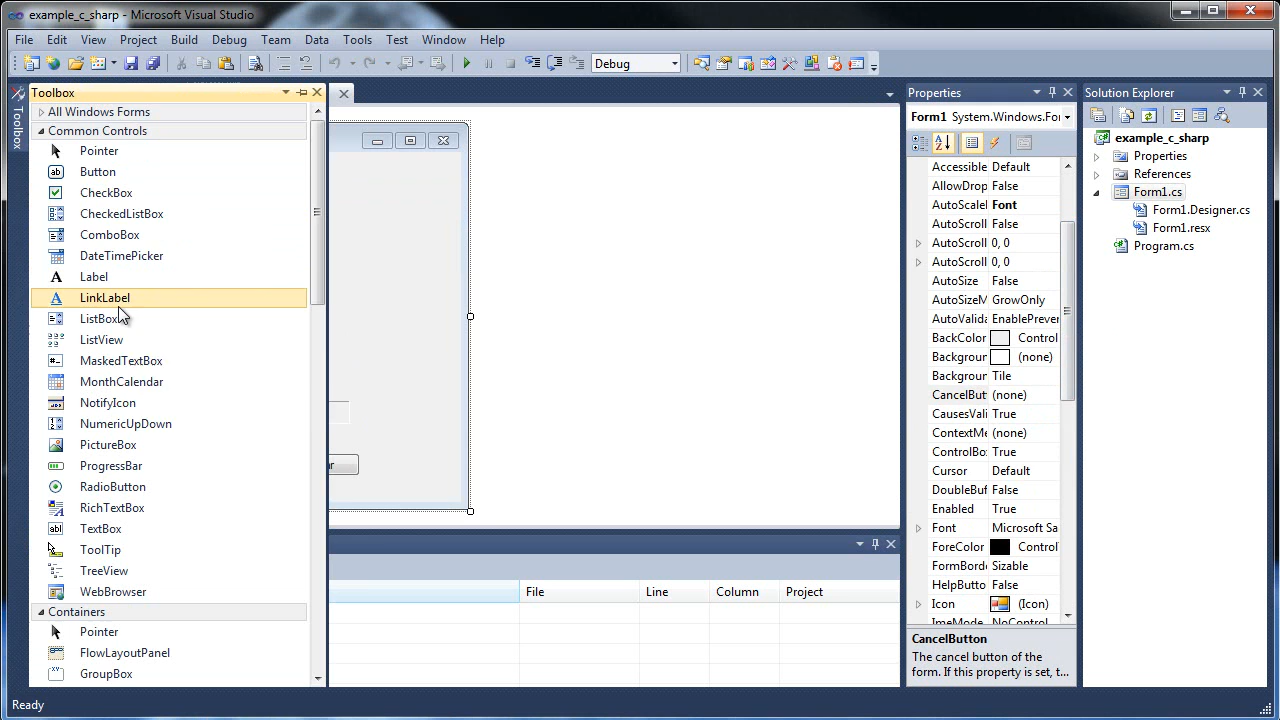 example_c_sharp - Microsoft Visual Studio
File Edit View Project Build Debug Team Data Tools Test Window Help
Debug
Toolbox
Toolbox
All Windows Forms
Common Controls
Pointer
Button
CheckBox
CheckedListBox
ComboBox
DateTimePicker
Label
LinkLabel
ListBox
ListView
MaskedTextBox
MonthCalendar
NotifyIcon
NumericUpDown
PictureBox
ProgressBar
RadioButton
RichTextBox
TextBox
ToolTip
TreeView
WebBrowser
Containers
Pointer
FlowLayoutPanel
GroupBox
File Line Column Project
Properties
Form1 System.Windows.For
Accessible Default
AllowDrop False
AutoScale Font
AutoScroll False
AutoScroll 0, 0
AutoScroll 0, 0
AutoSize False
AutoSizeM GrowOnly
AutoValida EnablePrever
BackColor Control
Backgroun (none)
Backgroun Tile
CancelButt (none)
CausesVali True
ContextMe (none)
ControlBo True
Cursor Default
DoubleBuf False
Enabled True
Font Microsoft Sa
ForeColor Control
FormBorde Sizable
HelpButto False
Icon (Icon)
ImeMode NoControl
CancelButton
The cancel button of the
form. If this property is set, t...
Solution Explorer
example_c_sharp
Properties
References
Form1.cs
Form1.Designer.cs
Form1.resx
Program.cs
Ready